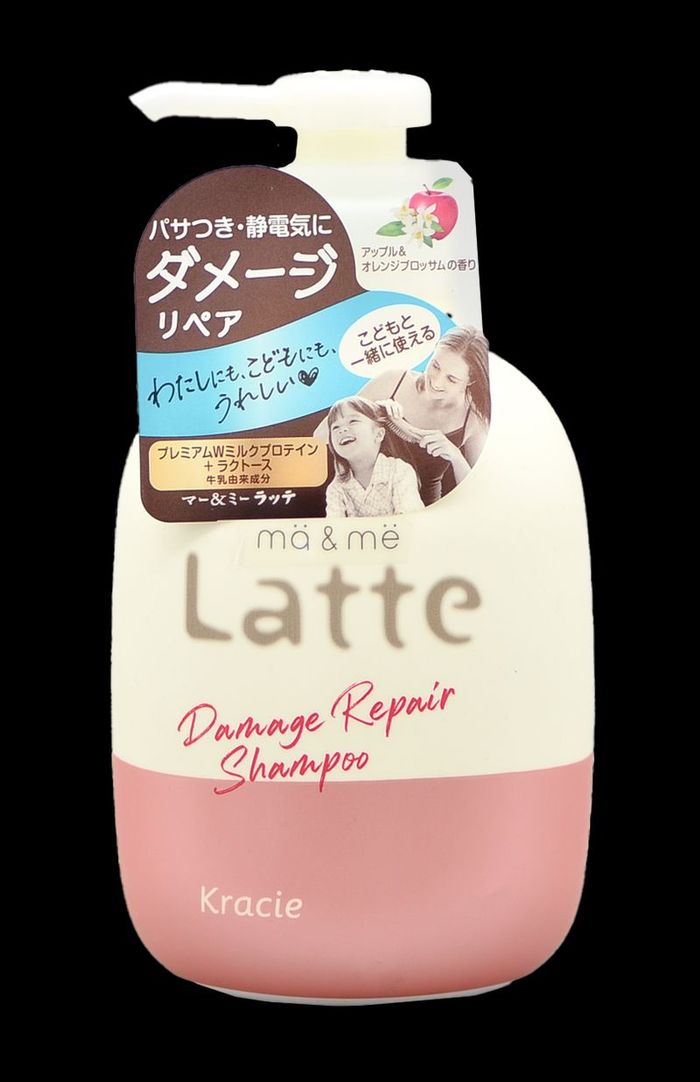 パサつき・静電気に
ダメージ
リペア
アップル&
オレンジブロッサムの香り
こどもと
一緒に使える
わたしにも、こどもにも、
うれしい♥
プレミアムWミルクプロテイン
+ラクトース
牛乳由来成分
マー&ミー ラッテ
mä & më
Latte
Damage Repair
Shampoo
Kracie